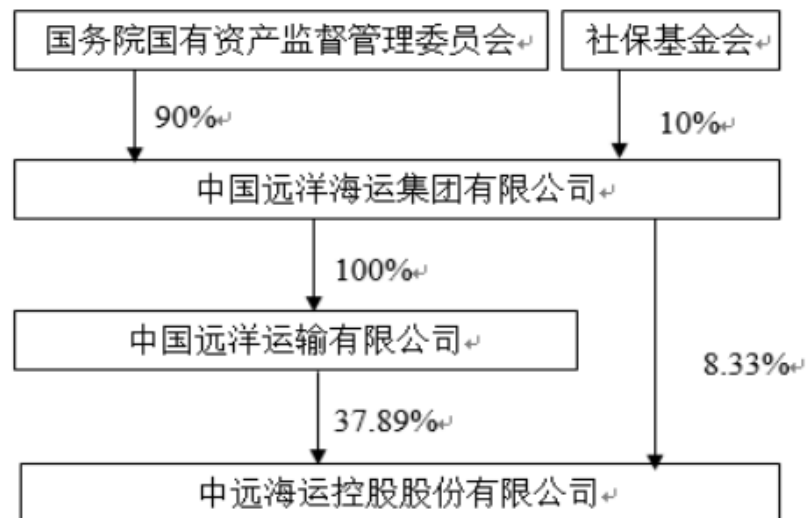 国务院国有资产监督管理委员会
社保基金会
90%
10%
中国远洋海运集团有限公司
100%
中国远洋运输有限公司
8.33%
37.89%
中远海运控股股份有限公司